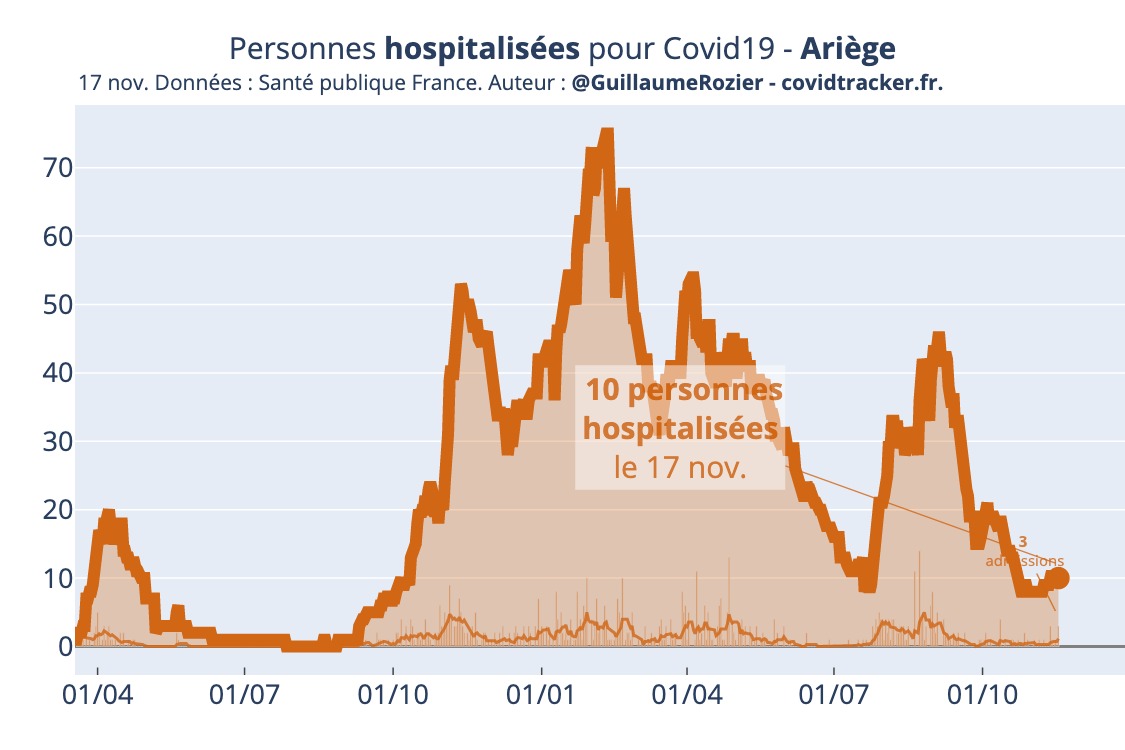 Personnes hospitalisées pour Covid19 - Ariège
17 nov. Données : Santé publique France. Auteur : @GuillaumeRozier - covidtracker.fr.
70
60
50
40
30
20
10
0
10 personnes
hospitalisées
le 17 nov.
3
admissions
01/04
01/07
01/10
01/01
01/04
01/07
01/10